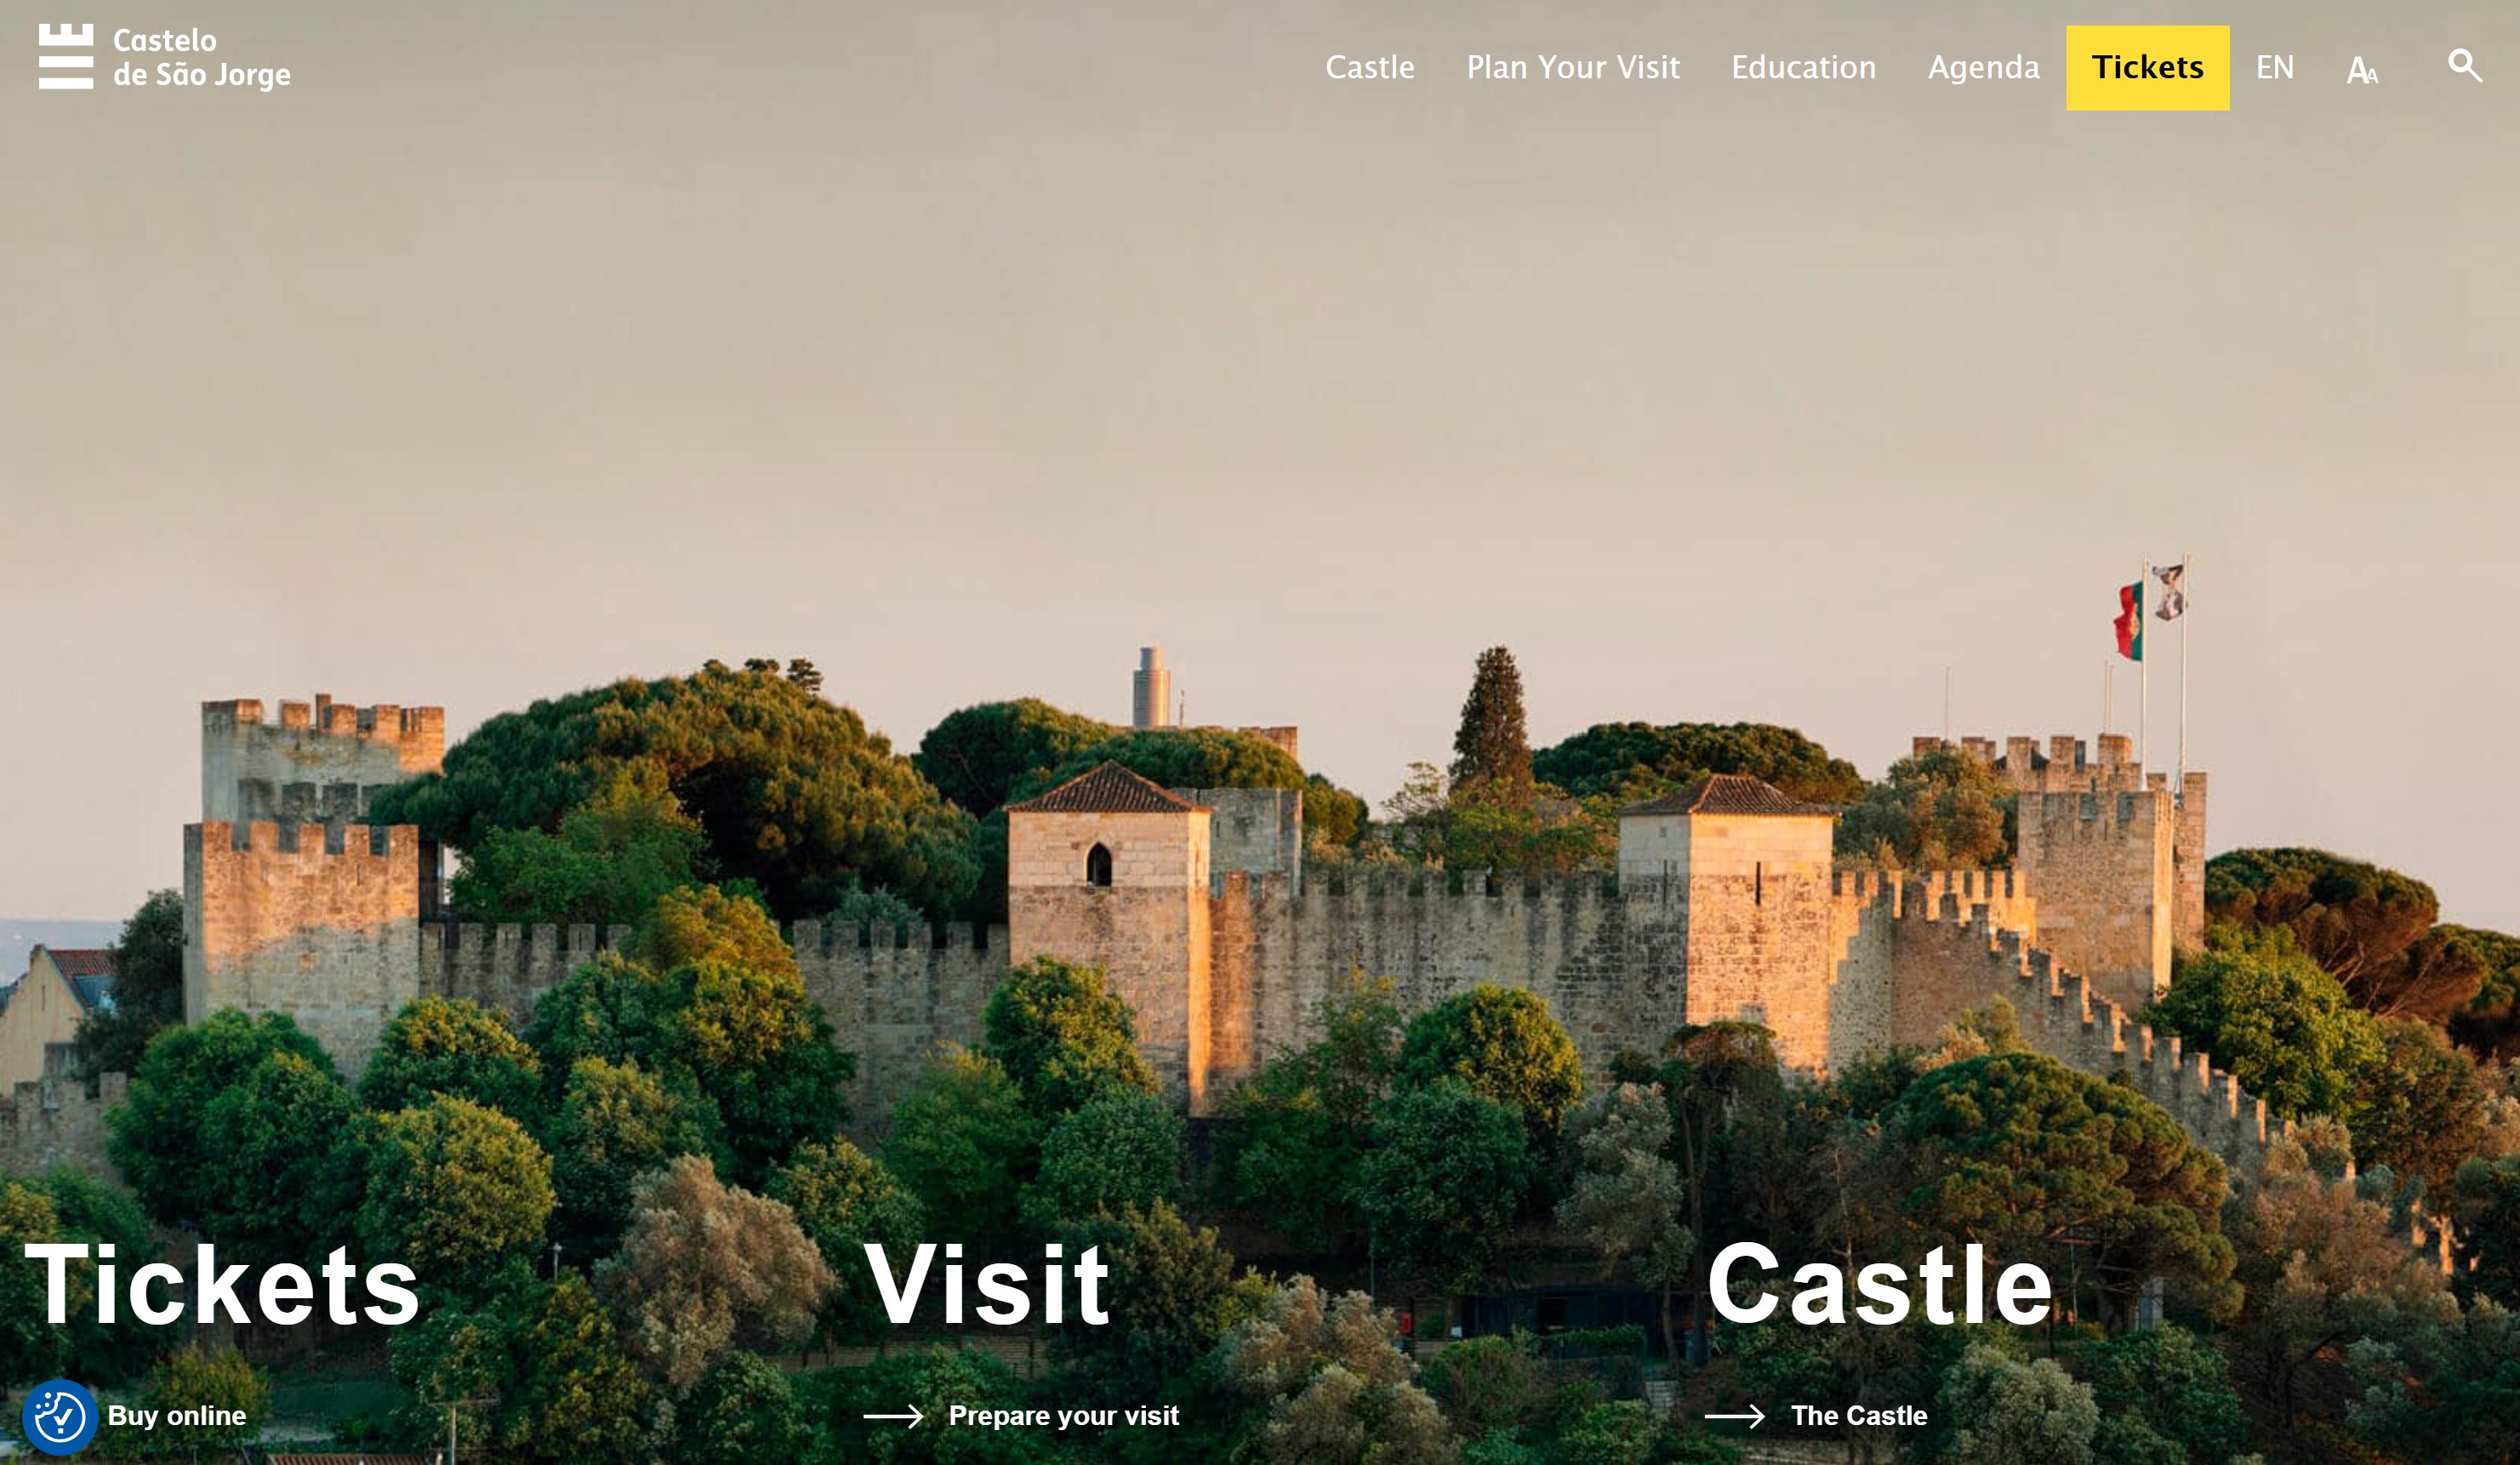 Castelo
de São Jorge
Castle
Plan Your Visit
Education
Agenda
Tickets
EN
AA
Tickets
Buy online
Visit
Prepare your visit
Castle
The Castle